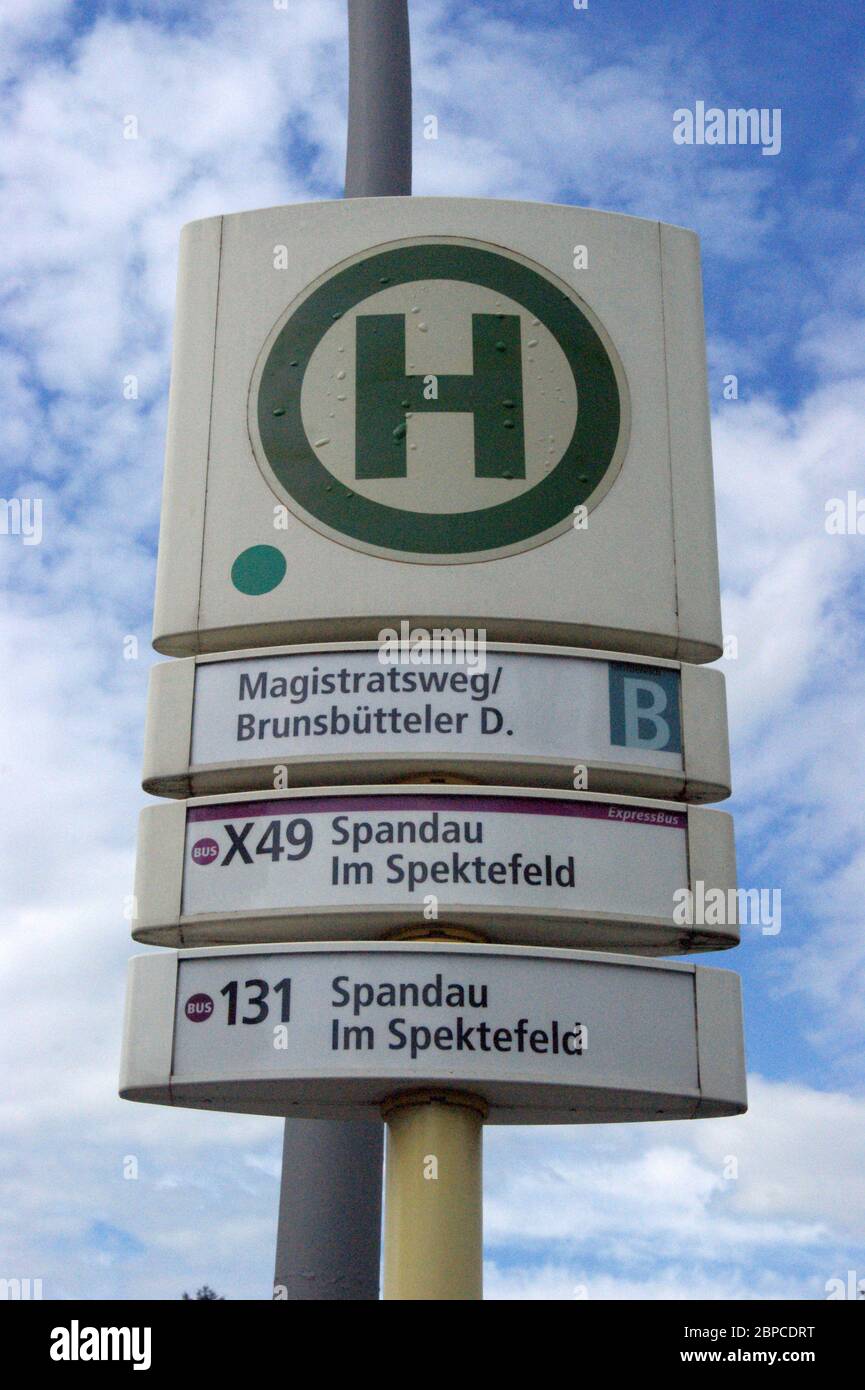 alamy
H
Magistratsweg/
Brunsbütteler D.
B
ExpressBus
BUS X49 Spandau
Im Spektefeld
BUS 131 Spandau
Im Spektefeld
alamy
Image ID: 2BPCDRT
www.alamy.com